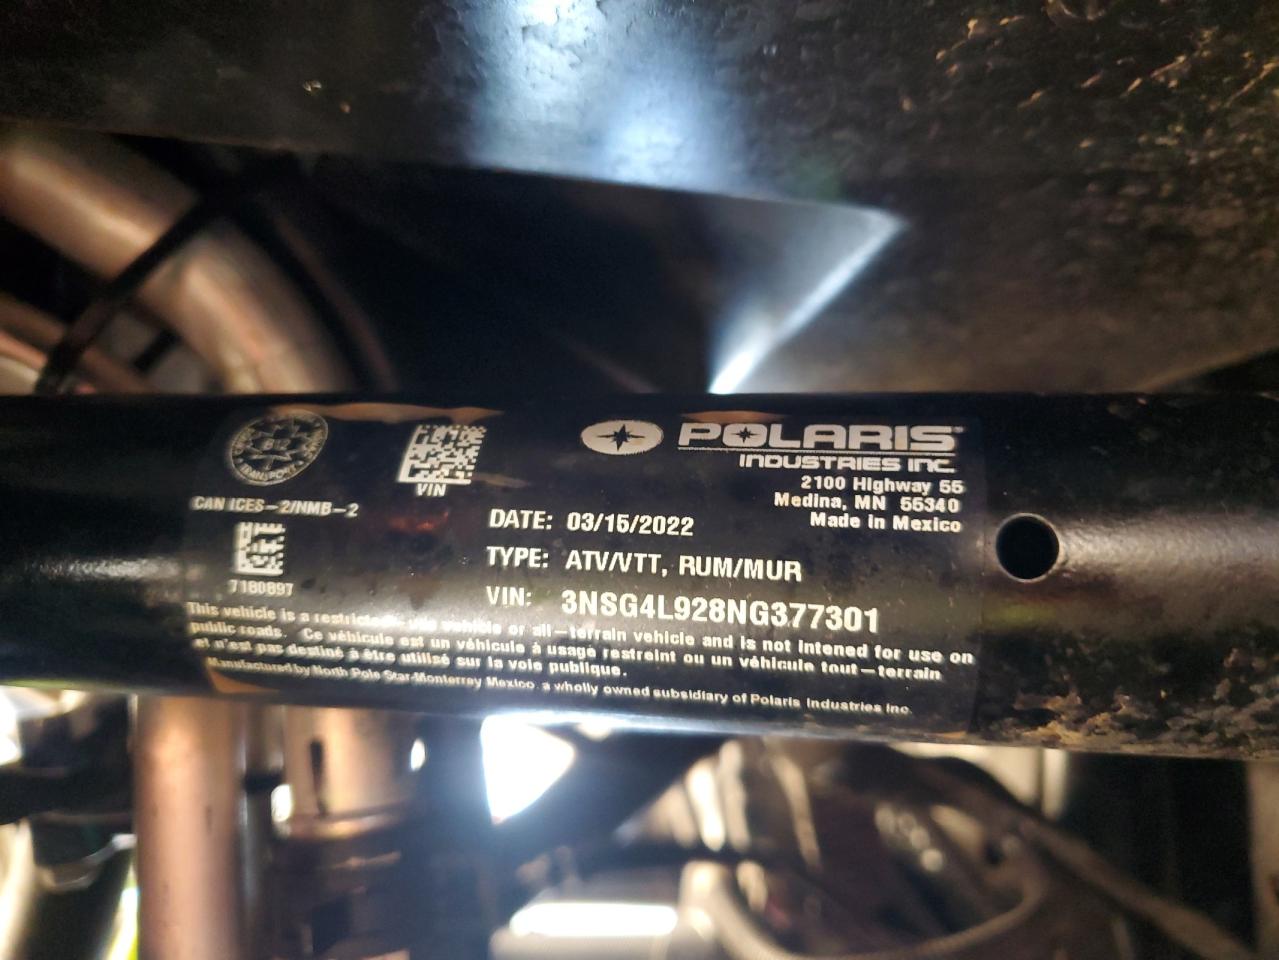 POLARIS
INDUSTRIES INC.
2100 Highway 55
Medina, MN 55340
Made in Mexico
TRANSPORT
VIN
CAN ICES-2/NMB-2
7180897
DATE: 03/15/2022
TYPE: ATV/VTT, RUM/MUR
VIN: 3NSG4L928NG377301
This vehicle is a restricted-use vehicle or all-terrain vehicle and is not intened for use on
public roads. Ce véhicule est un véhicule à usage restreint ou un véhicule tout-terrain
et n'est pas destiné à être utilisé sur la voie publique.
Manufactured by North Pole Star-Monterrey Mexico, a wholly owned subsidiary of Polaris Industries Inc.